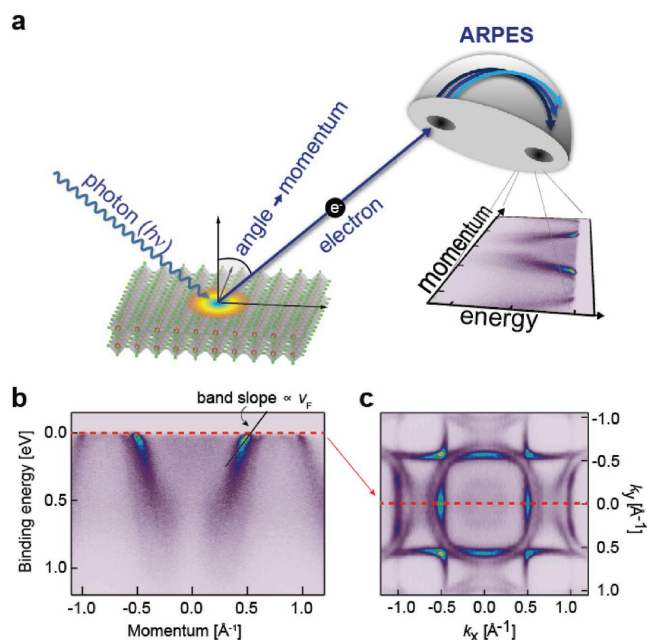 a
ARPES
photon (hν)
angle → momentum
e⁻
electron
momentum
energy
b
band slope ∝ v_F
c
Binding energy [eV]
0.0
0.5
1.0
-1.0 -0.5 0.0 0.5 1.0
Momentum [Å⁻¹]
-1.0
-0.5
0.0
0.5
1.0
k_y [Å⁻¹]
-1.0 -0.5 0.0 0.5 1.0
k_x [Å⁻¹]